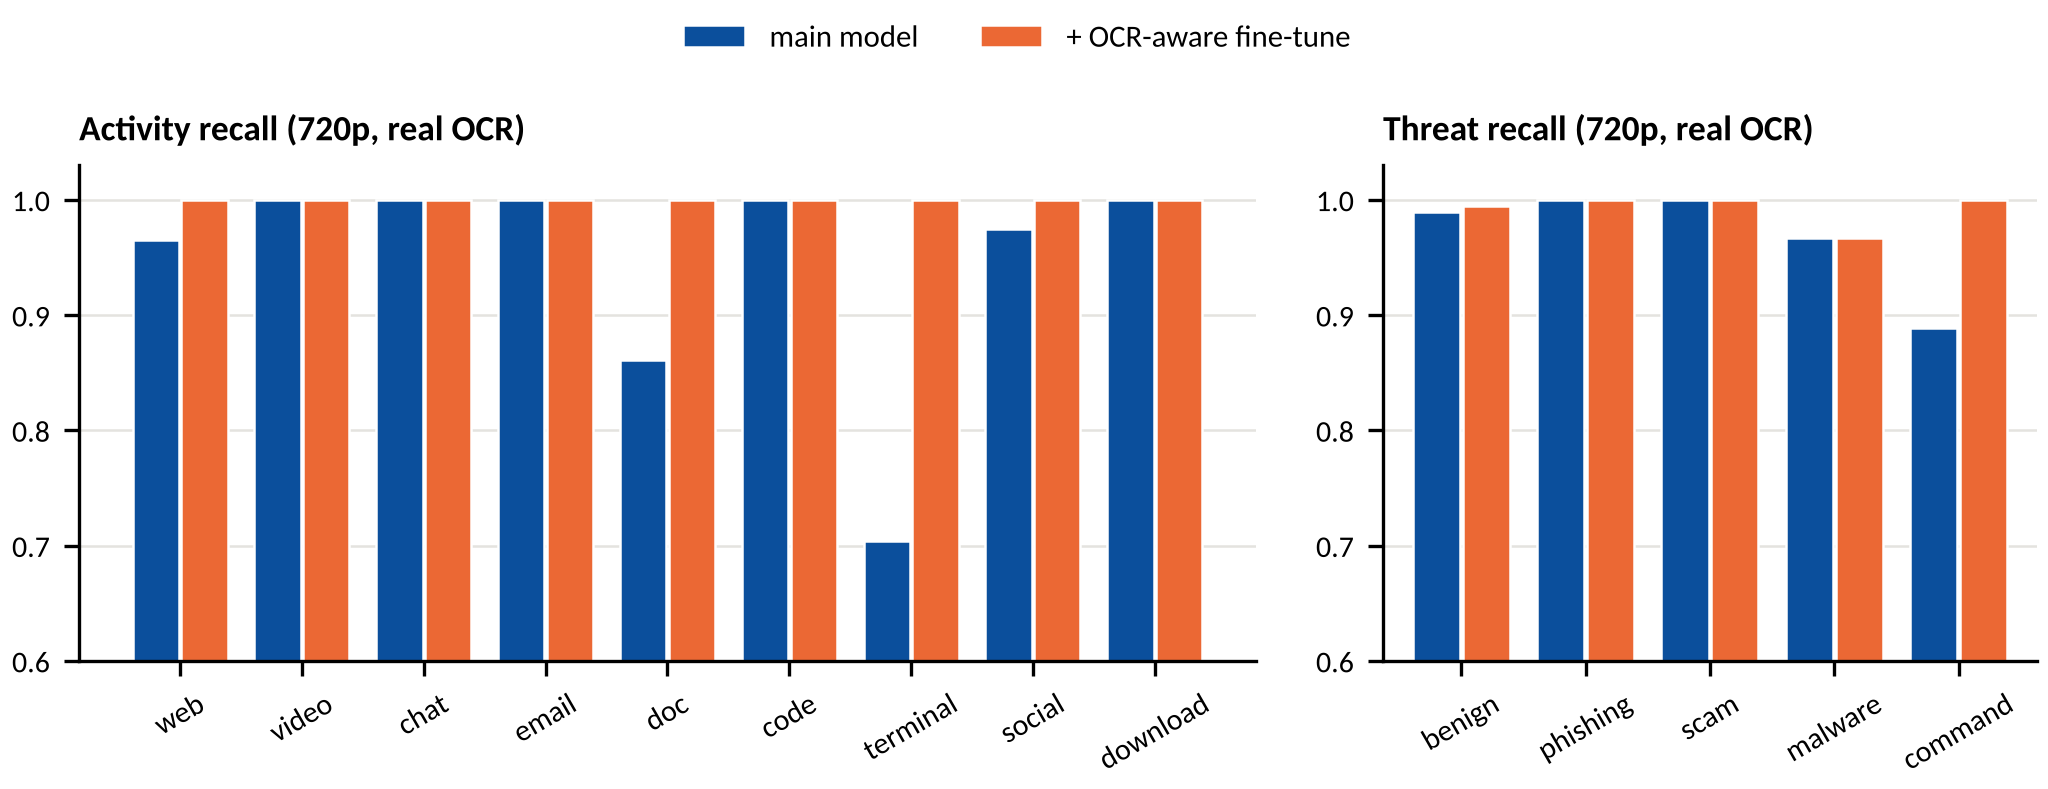 main model
+ OCR-aware fine-tune
Activity recall (720p, real OCR)
1.0
0.9
0.8
0.7
0.6
web
video
chat
email
doc
code
terminal
social
download
Threat recall (720p, real OCR)
1.0
0.9
0.8
0.7
0.6
benign
phishing
scam
malware
command